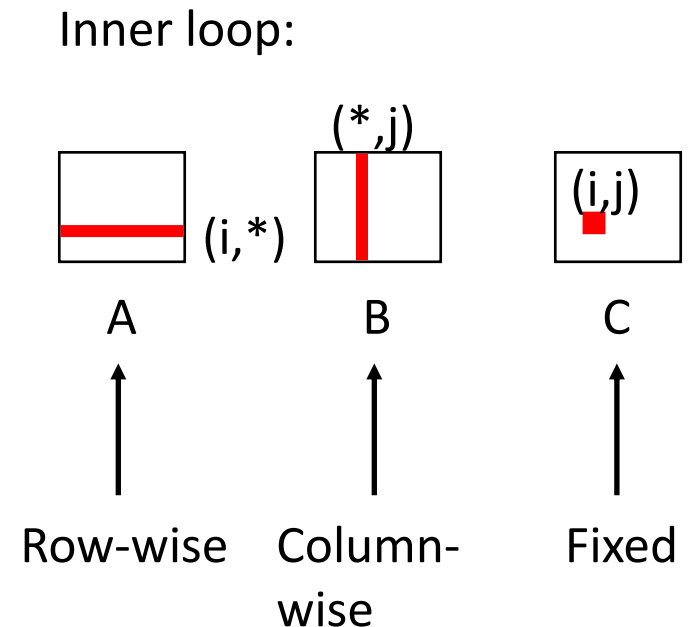 Inner loop:
(*,j)
(i,j)
(i,*)
A B C
Row-wise Column- Fixed
wise